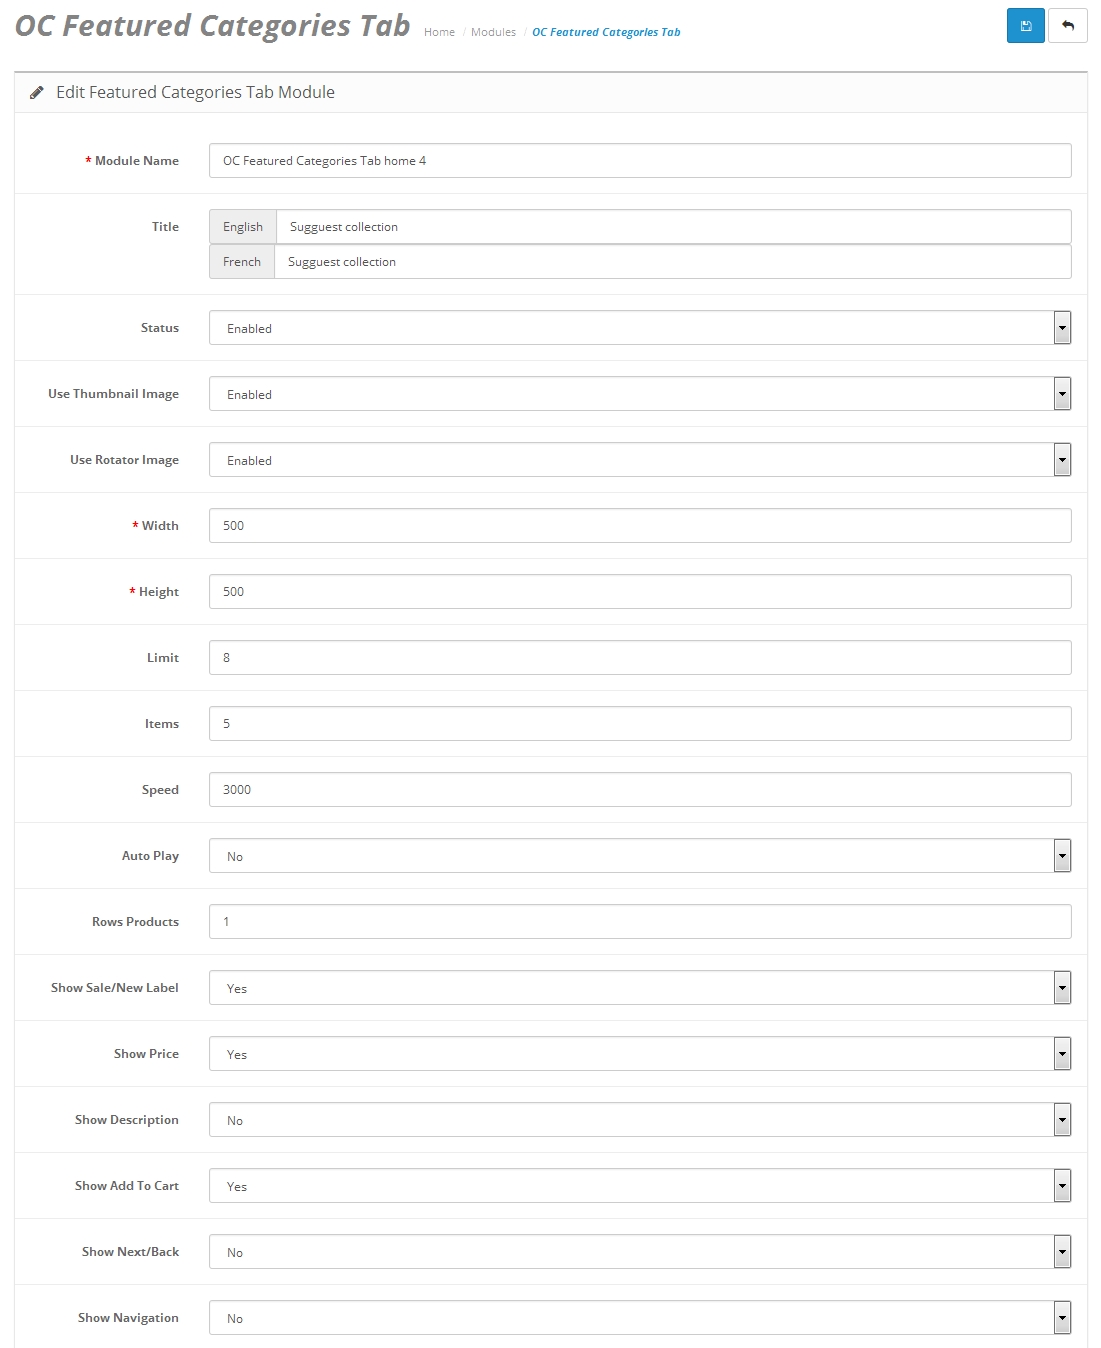 OC Featured Categories Tab Home / Modules / OC Featured Categories Tab
Edit Featured Categories Tab Module
* Module Name OC Featured Categories Tab home 4
Title English Sugguest collection
French Sugguest collection
Status Enabled
Use Thumbnail Image Enabled
Use Rotator Image Enabled
* Width 500
* Height 500
Limit 8
Items 5
Speed 3000
Auto Play No
Rows Products 1
Show Sale/New Label Yes
Show Price Yes
Show Description No
Show Add To Cart Yes
Show Next/Back No
Show Navigation No